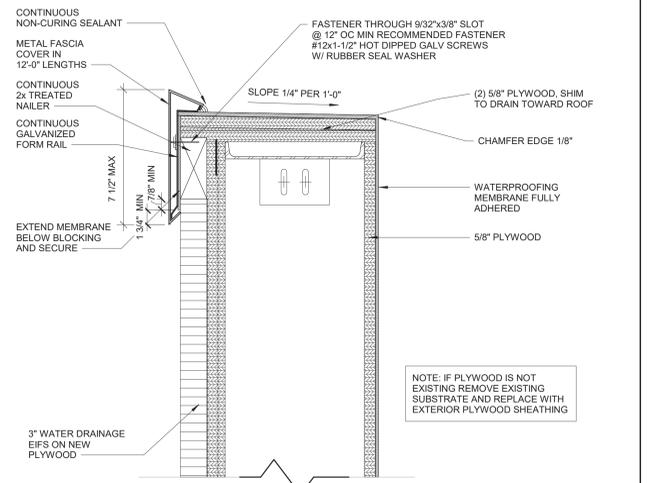 CONTINUOUS
NON-CURING SEALANT
METAL FASCIA
COVER IN
12'-0" LENGTHS
CONTINUOUS
2x TREATED
NAILER
CONTINUOUS
GALVANIZED
FORM RAIL
7 1/2" MAX
1 3/4" MIN
7/8" MIN
EXTEND MEMBRANE
BELOW BLOCKING
AND SECURE
3" WATER DRAINAGE
EIFS ON NEW
PLYWOOD
FASTENER THROUGH 9/32"x3/8" SLOT
@ 12" OC MIN RECOMMENDED FASTENER
#12x1-1/2" HOT DIPPED GALV SCREWS
W/ RUBBER SEAL WASHER
SLOPE 1/4" PER 1'-0"
(2) 5/8" PLYWOOD, SHIM
TO DRAIN TOWARD ROOF
CHAMFER EDGE 1/8"
WATERPROOFING
MEMBRANE FULLY
ADHERED
5/8" PLYWOOD
NOTE: IF PLYWOOD IS NOT
EXISTING REMOVE EXISTING
SUBSTRATE AND REPLACE WITH
EXTERIOR PLYWOOD SHEATHING